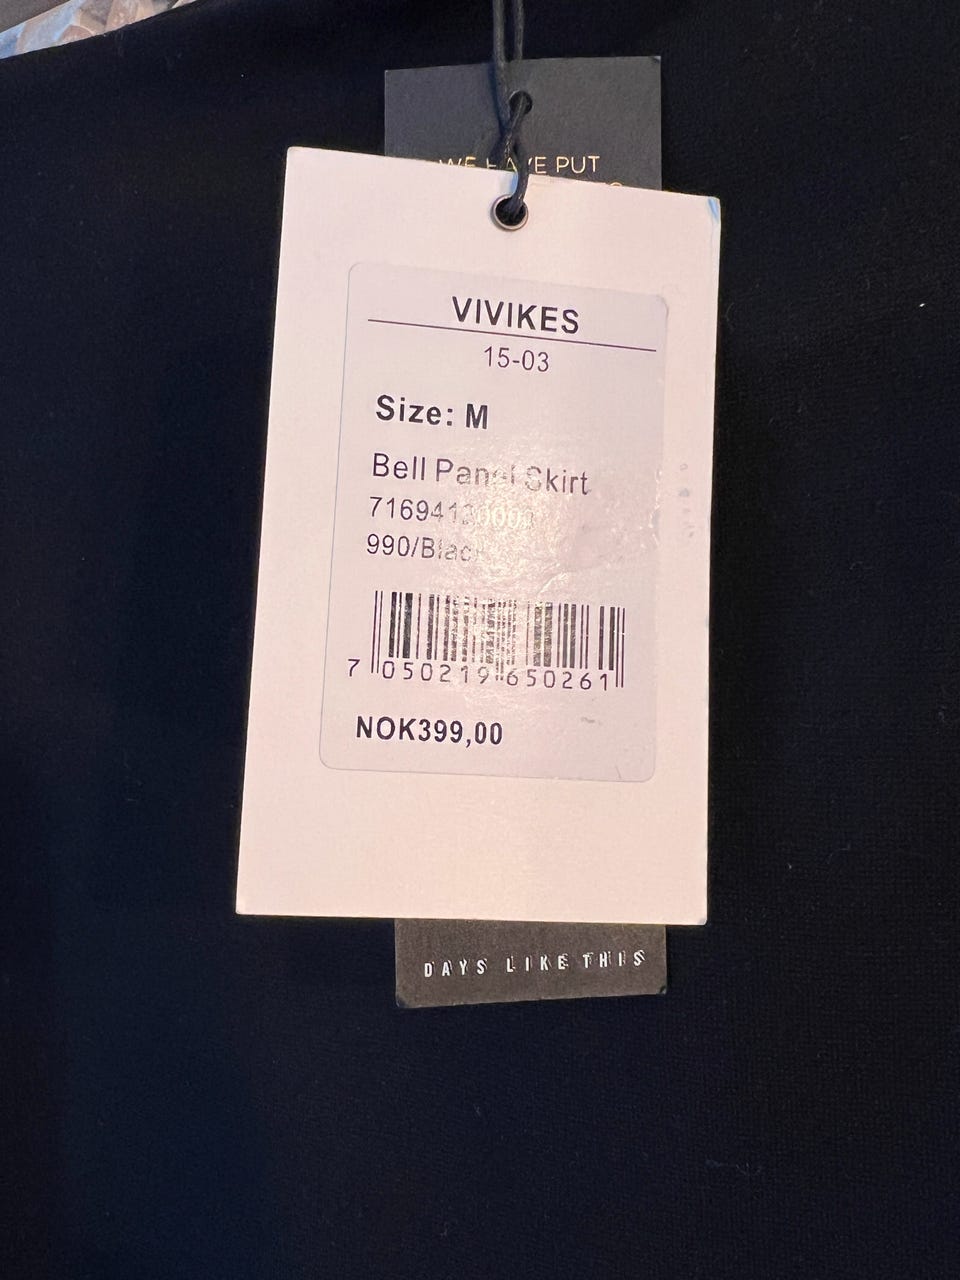 WE HAVE PUT
VIVIKES
15-03
Size: M
Bell Panel Skirt
990/Black
7 050219 650261
NOK399,00
DAYS LIKE THIS